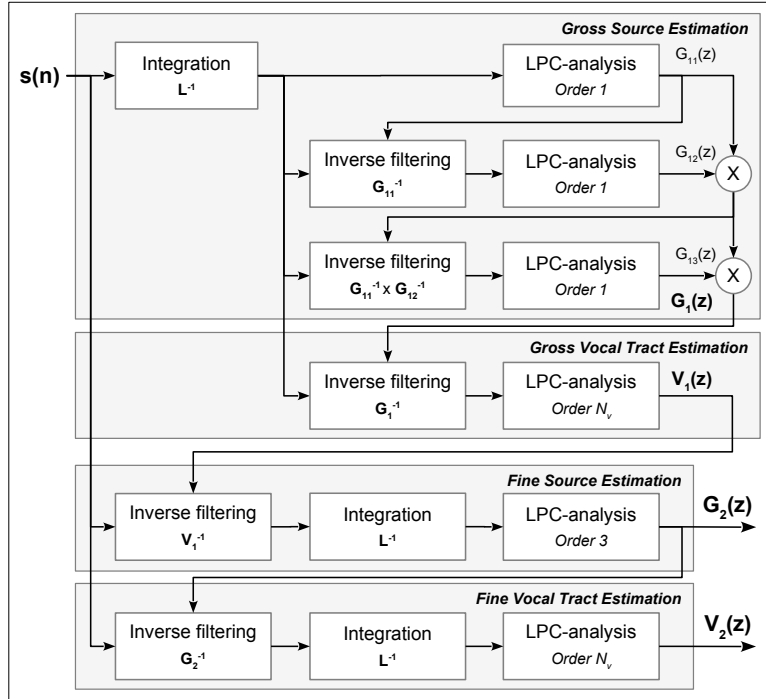 Gross Source Estimation
s(n)
Integration
L⁻¹
LPC-analysis
Order 1
G₁₁(z)
Inverse filtering
G₁₁⁻¹
LPC-analysis
Order 1
G₁₂(z)
X
Inverse filtering
G₁₁⁻¹ x G₁₂⁻¹
LPC-analysis
Order 1
G₁₃(z)
X
G₁(z)
Gross Vocal Tract Estimation
Inverse filtering
G₁⁻¹
LPC-analysis
Order Nᵥ
V₁(z)
Fine Source Estimation
Inverse filtering
V₁⁻¹
Integration
L⁻¹
LPC-analysis
Order 3
G₂(z)
Fine Vocal Tract Estimation
Inverse filtering
G₂⁻¹
Integration
L⁻¹
LPC-analysis
Order Nᵥ
V₂(z)